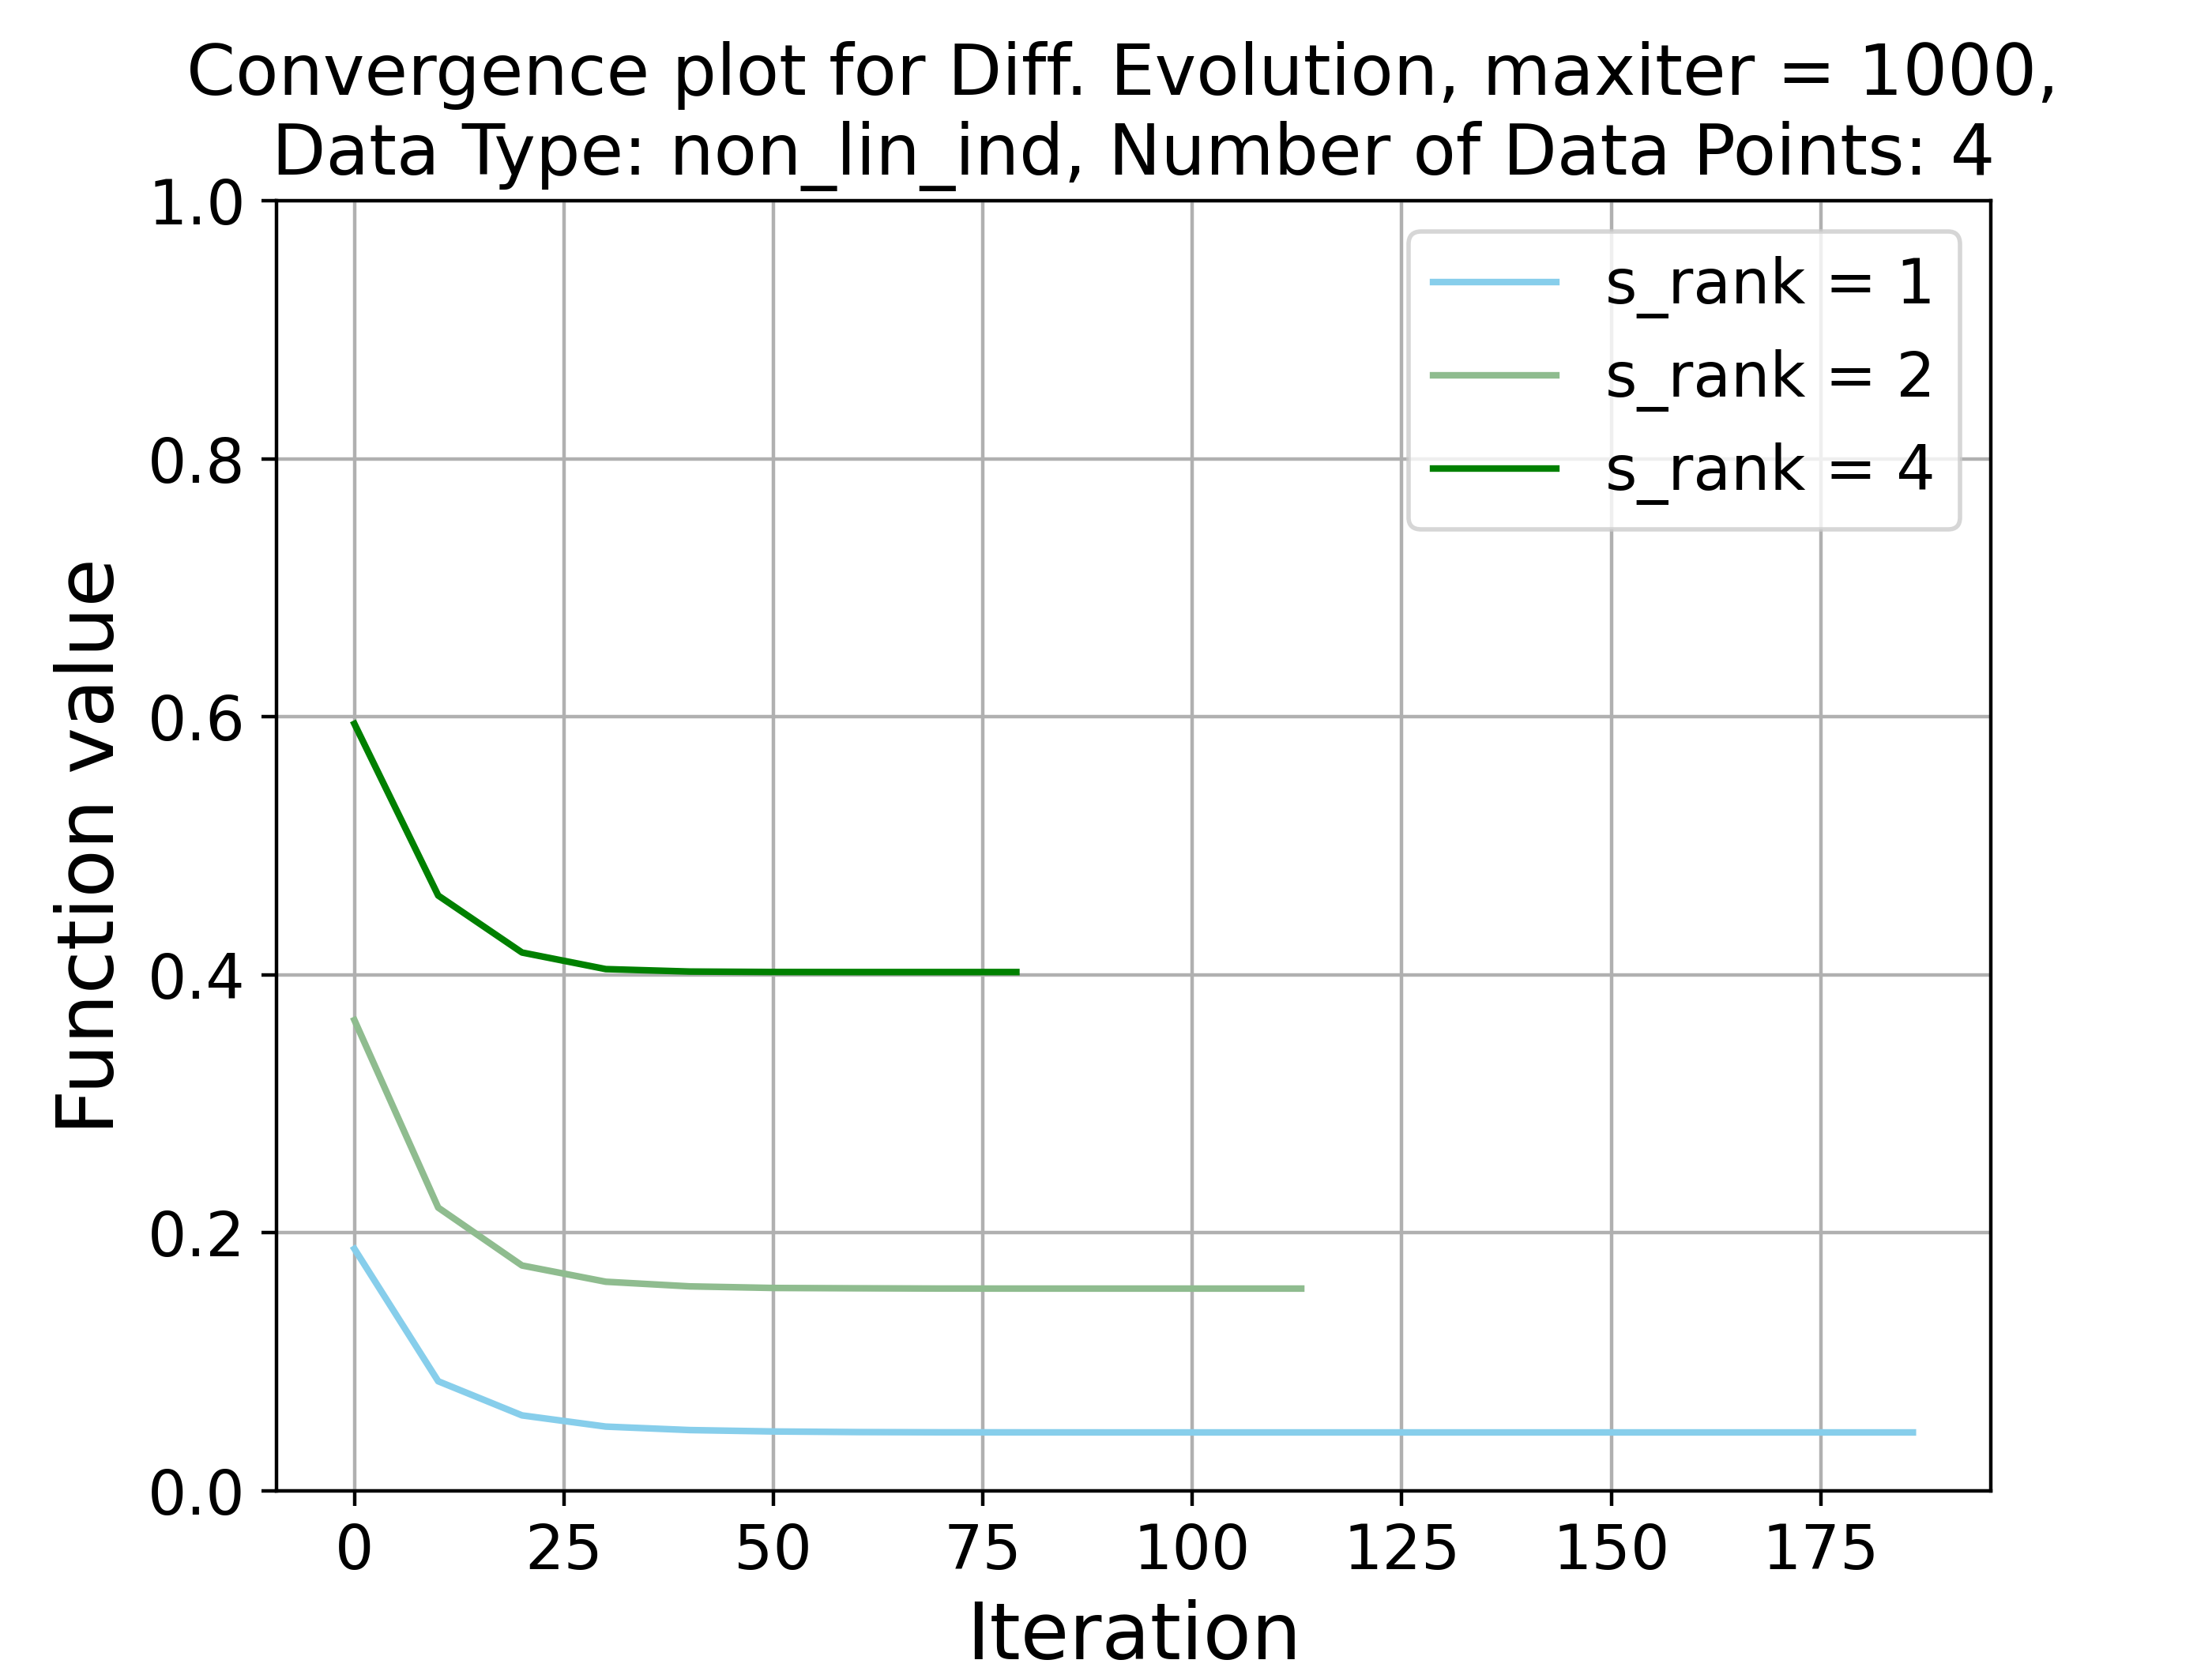 Convergence plot for Diff. Evolution, maxiter = 1000,
Data Type: non_lin_ind, Number of Data Points: 4
1.0
0.8
0.6
0.4
0.2
0.0
Function value
s_rank = 1
s_rank = 2
s_rank = 4
0 25 50 75 100 125 150 175
Iteration